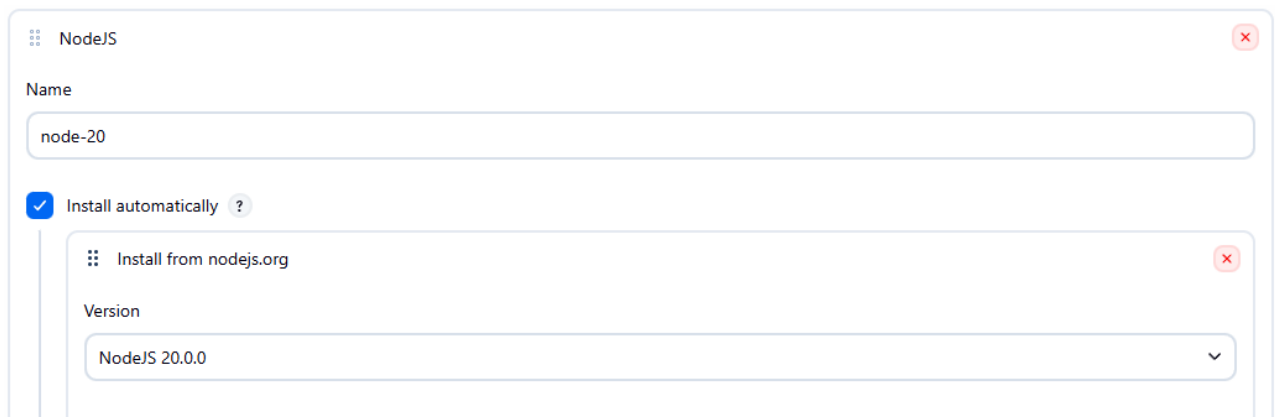 NodeJS
Name
node-20
Install automatically ?
Install from nodejs.org
Version
NodeJS 20.0.0